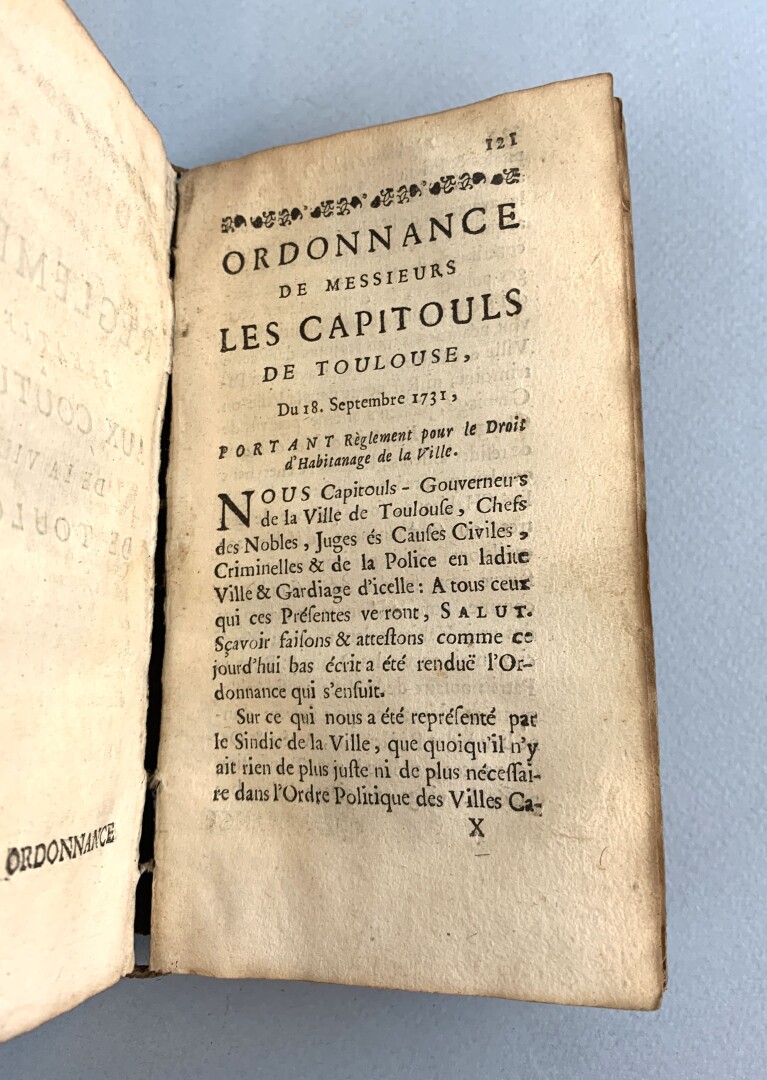 ORDONNANCE
121
ORDONNANCE
DE MESSIEURS
LES CAPITOULS
DE TOULOUSE,
Du 18. Septembre 1731,
PORTANT Règlement pour le Droit
d'Habitanage de la Ville.
NOUS Capitouls-Gouverneurs
de la Ville de Toulouſe, Chefs
des Nobles, Juges és Cauſes Civiles,
Criminelles & de la Police en ladite
Ville & Gardiage d'icelle: A tous ceux
qui ces Préſentes verront, SALUT.
Sçavoir faiſons & atteſtons comme ce
jourd'hui bas écrit a été renduë l'Or-
donnance qui s'enſuit.
Sur ce qui nous a été repréſenté par
le Sindic de la Ville, que quoiqu'il n'y
ait rien de plus juſte ni de plus néceſſai-
re dans l'Ordre Politique des Villes Ca-
X